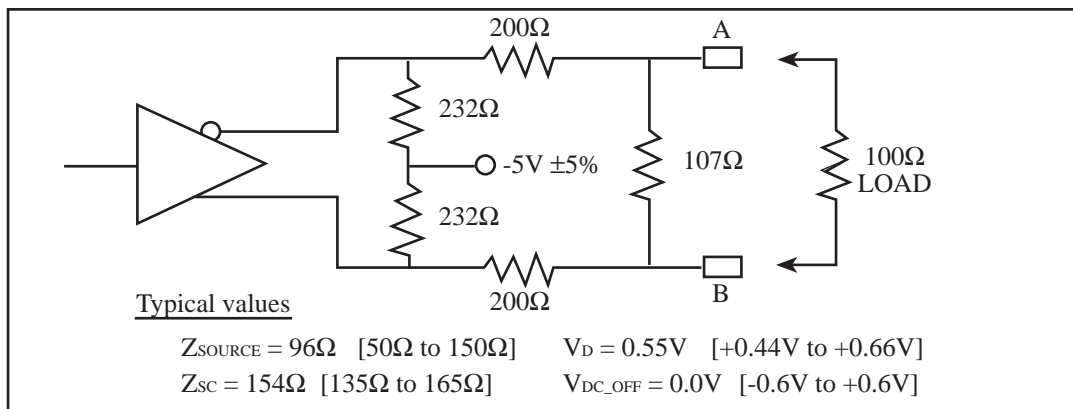 200Ω
A
232Ω
-5V ±5%
107Ω
100Ω
LOAD
232Ω
200Ω
B
Typical values
ZSOURCE = 96Ω [50Ω to 150Ω] VD = 0.55V [+0.44V to +0.66V]
ZSC = 154Ω [135Ω to 165Ω] VDC_OFF = 0.0V [-0.6V to +0.6V]